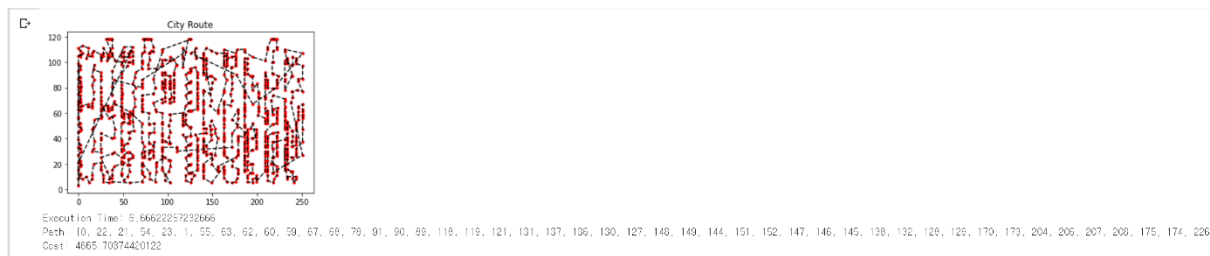 City Route
120
100
80
60
40
20
0
0 50 100 150 200 250
Execution Time: 6.66622257232666
Path: [0, 22, 21, 54, 23, 1, 55, 63, 62, 60, 59, 67, 68, 78, 91, 90, 89, 118, 119, 121, 131, 137, 136, 130, 127, 148, 149, 144, 151, 152, 147, 146, 145, 138, 132, 128, 126, 170, 173, 204, 206, 207, 208, 175, 174, 226
Cost: 4665.70374420122